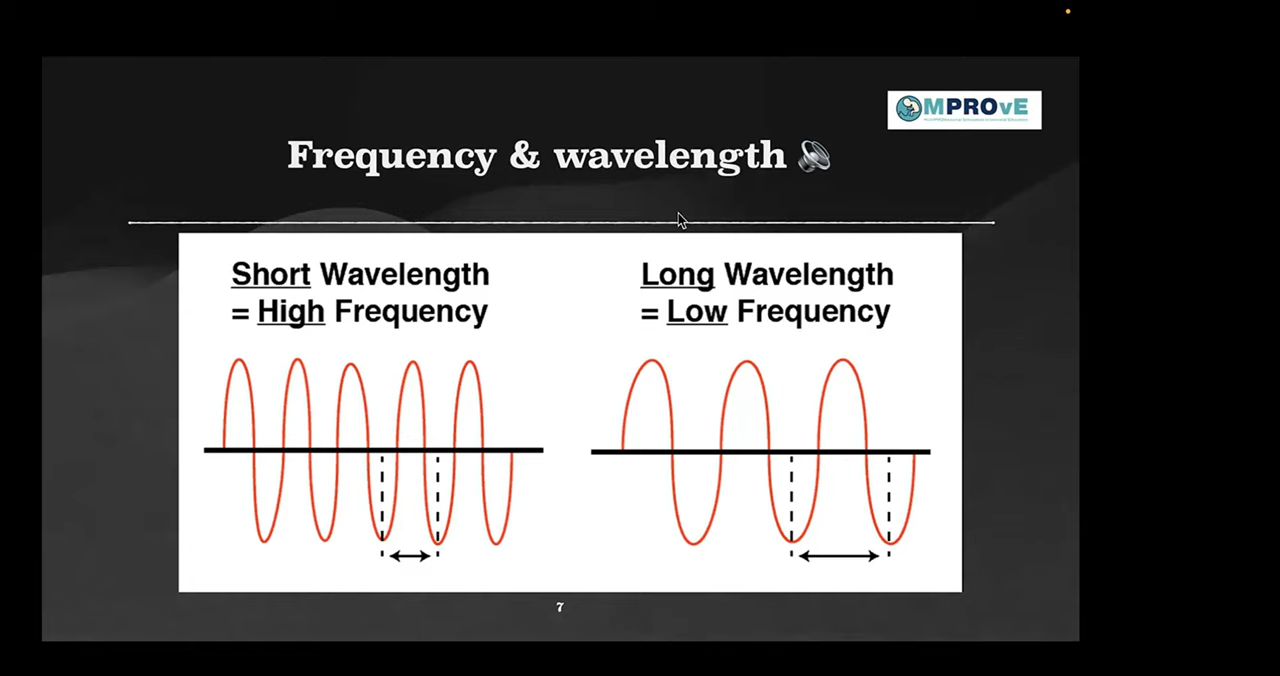 MPROvE
Frequency & wavelength
Short Wavelength
= High Frequency
Long Wavelength
= Low Frequency
7